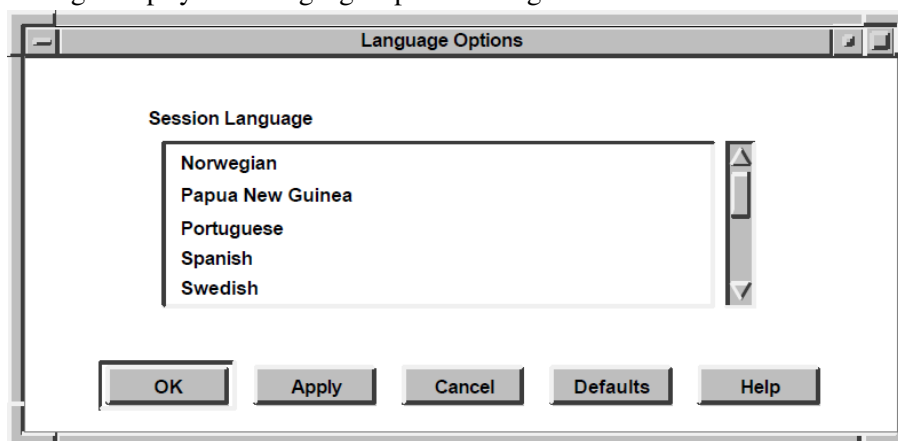 Language Options
Session Language
Norwegian
Papua New Guinea
Portuguese
Spanish
Swedish
OK Apply Cancel Defaults Help